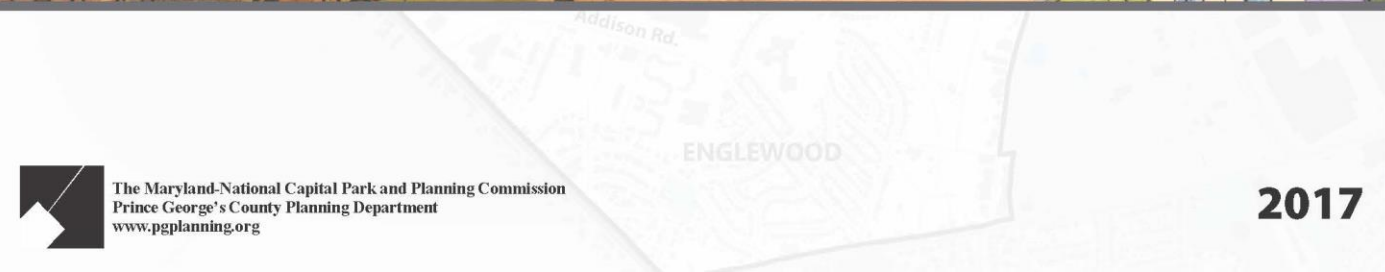 Addison Rd.
ENGLEWOOD
The Maryland-National Capital Park and Planning Commission
Prince George's County Planning Department
www.pgplanning.org
2017